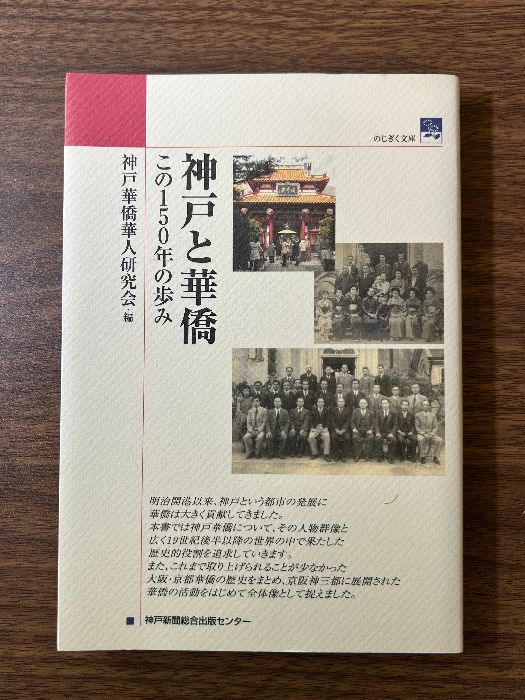 のじぎく文庫
神戸と華僑
この150年の歩み
神戸華僑華人研究会・編
明治開港以来、神戸という都市の発展に
華僑は大きく貢献してきました。
本書では神戸華僑について、その人物群像と
広く19世紀後半以降の世界の中で果たした
歴史的役割を追求していきます。
また、これまで取り上げられることが少なかった
大阪・京都華僑の歴史をまとめ、京阪神三都に展開された
華僑の活動をはじめて全体像として捉えました。
神戸新聞総合出版センター